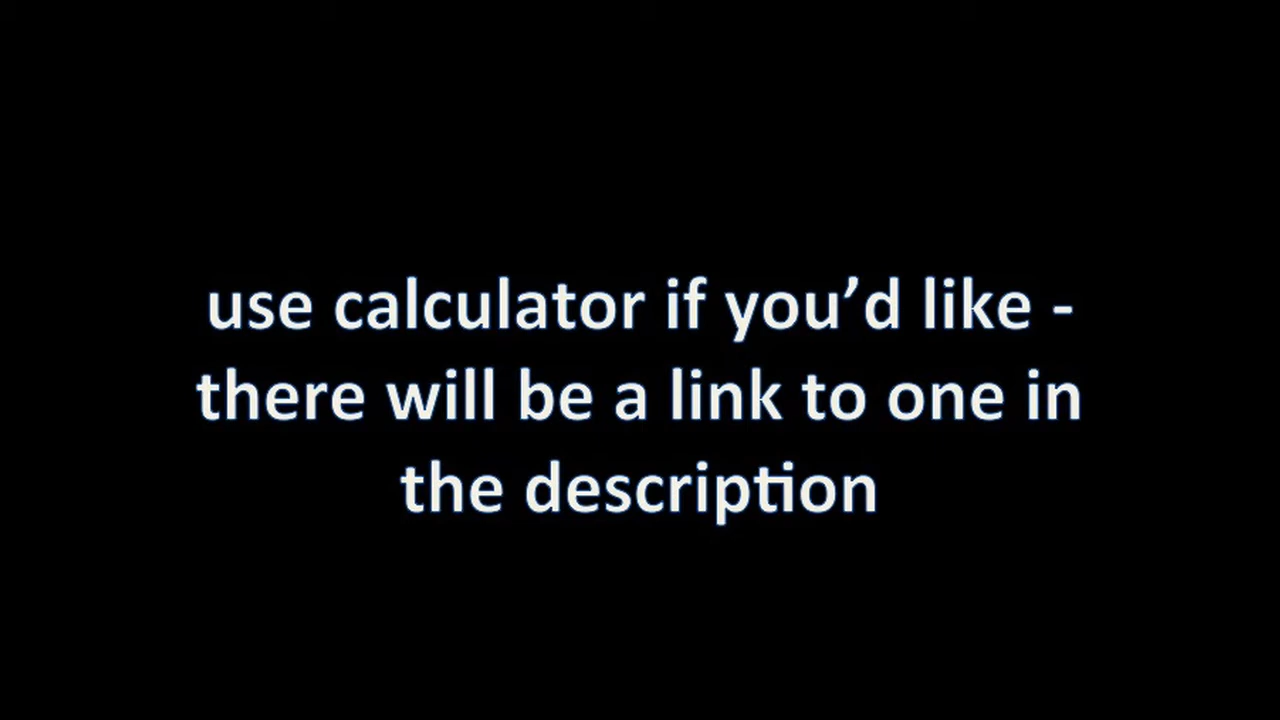 use calculator if you’d like -
there will be a link to one in
the description